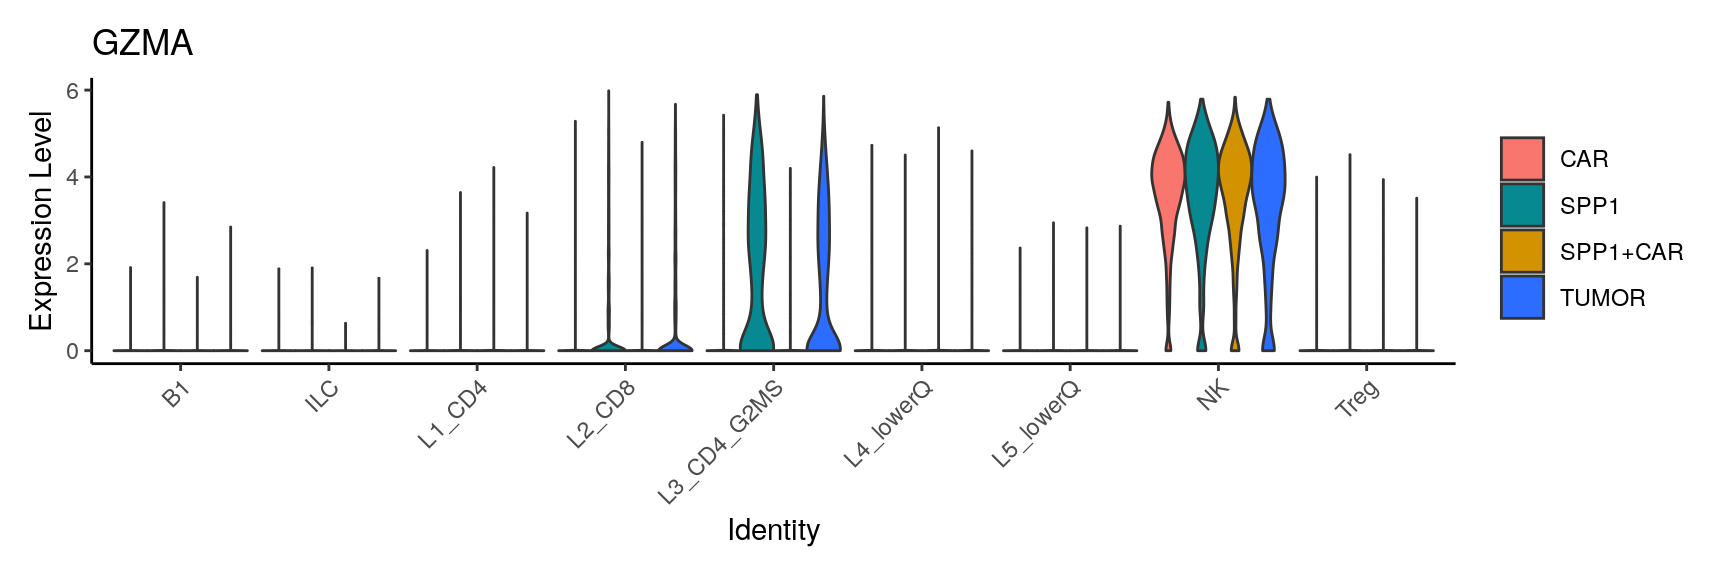 GZMA
Expression Level
6
4
2
0
B1
ILC
L1_CD4
L2_CD8
L3_CD4_G2MS
L4_lowerQ
L5_lowerQ
NK
Treg
Identity
CAR
SPP1
SPP1+CAR
TUMOR